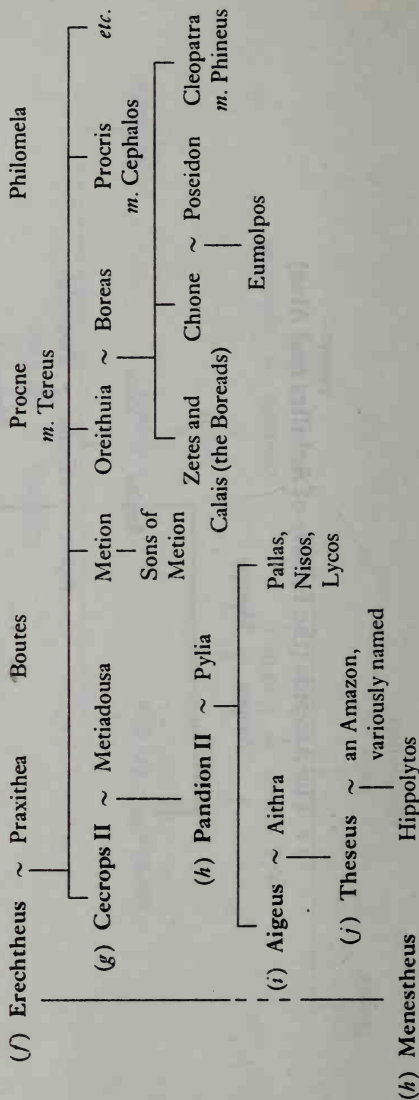 (f) Erechtheus ~ Praxithea Boutes Procne Philomela
m. Tereus
(g) Cecrops II ~ Metiadousa Metion Oreithuia ~ Boreas Procris etc.
Sons of m. Cephalos
Metion
(h) Pandion II ~ Pylia Zetes and Chione ~ Poseidon Cleopatra
Calais (the Boreads) m. Phineus
Eumolpos
(i) Aigeus ~ Aithra Pallas,
Nisos,
Lycos
(j) Theseus ~ an Amazon,
variously named
(h) Menestheus Hippolytos